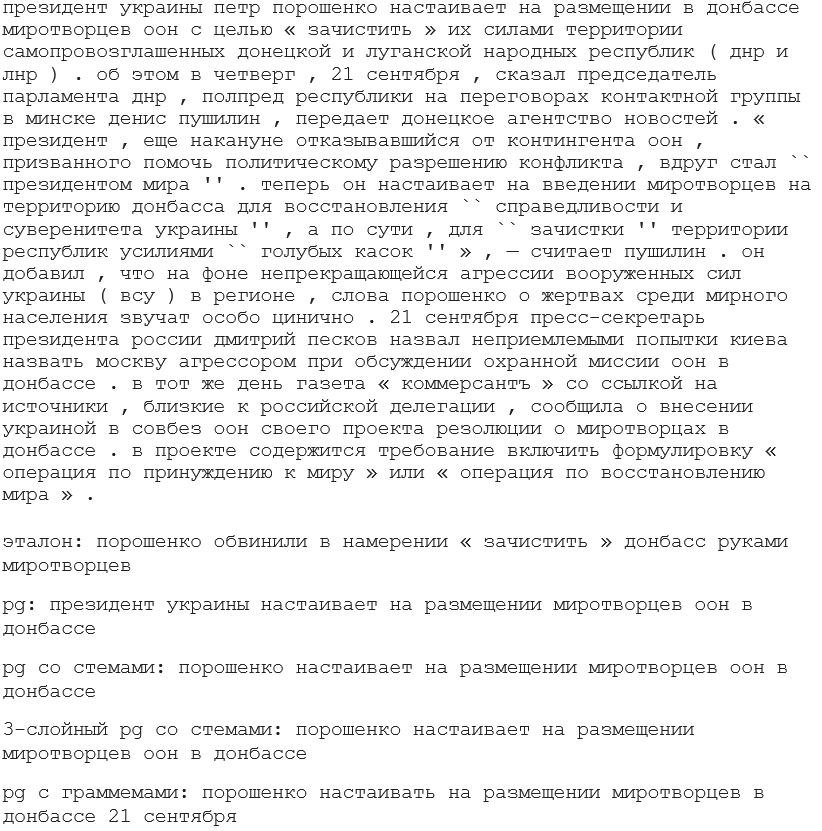 президент украины петр порошенко настаивает на размещении в донбассе
миротворцев оон с целью « зачистить » их силами территории
самопровозглашенных донецкой и луганской народных республик ( днр и
лнр ) . об этом в четверг , 21 сентября , сказал председатель
парламента днр , полпред республики на переговорах контактной группы
в минске денис пушилин , передает донецкое агентство новостей . «
президент , еще накануне отказывавшийся от контингента оон ,
призванного помочь политическому разрешению конфликта , вдруг стал ``
президентом мира '' . теперь он настаивает на введении миротворцев на
территорию донбасса для восстановления `` справедливости и
суверенитета украины '' , а по сути , для `` зачистки '' территории
республик усилиями `` голубых касок '' » , — считает пушилин . он
добавил , что на фоне непрекращающейся агрессии вооруженных сил
украины ( всу ) в регионе , слова порошенко о жертвах среди мирного
населения звучат особо цинично . 21 сентября пресс-секретарь
президента россии дмитрий песков назвал неприемлемыми попытки киева
назвать москву агрессором при обсуждении охранной миссии оон в
донбассе . в тот же день газета « коммерсантъ » со ссылкой на
источники , близкие к российской делегации , сообщила о внесении
украиной в совбез оон своего проекта резолюции о миротворцах в
донбассе . в проекте содержится требование включить формулировку «
операция по принуждению к миру » или « операция по восстановлению
мира » .
эталон: порошенко обвинили в намерении « зачистить » донбасс руками
миротворцев
pg: президент украины настаивает на размещении миротворцев оон в
донбассе
pg со стемами: порошенко настаивает на размещении миротворцев оон в
донбассе
3-слойный pg со стемами: порошенко настаивает на размещении
миротворцев оон в донбассе
pg с граммемами: порошенко настаивать на размещении миротворцев в
донбассе 21 сентября